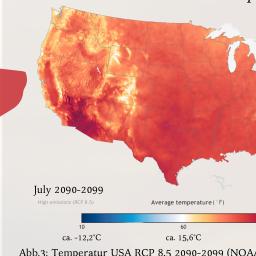 July 2090-2099
High emissions (RCP 8.5)
Average temperature (°F)
10 60
ca. -12,2°C ca. 15,6°C
Abb.3: Temperatur USA RCP 8.5 2090-2099 (NOAA